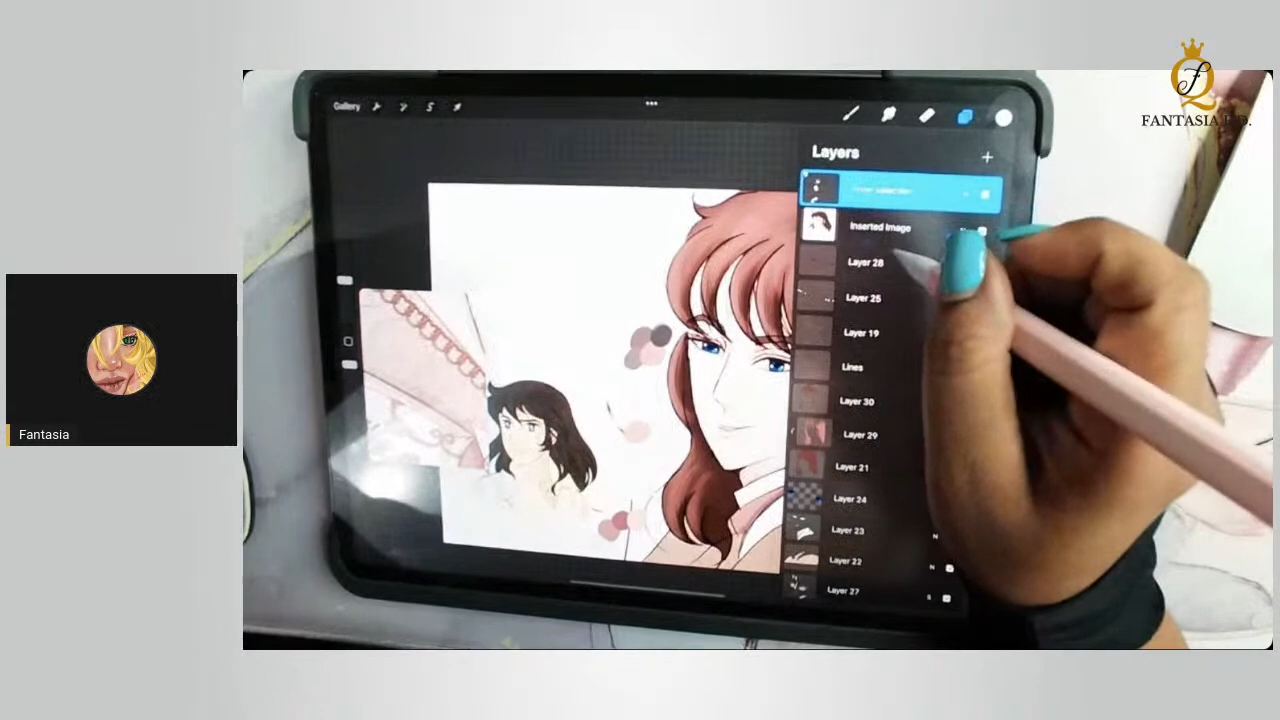 FANTASIA
Gallery
S
Layers
Inserted Image
Layer 28
Layer 25
Layer 19
Lines
Layer 30
Layer 29
Layer 21
Layer 24
Layer 23
N
Layer 22
N
Layer 27
S
Fantasia